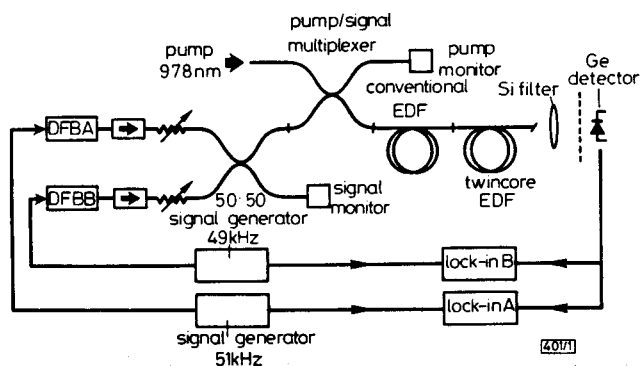 pump/signal
multiplexer
pump
978nm
pump
monitor
conventional
EDF
Si filter
Ge
detector
DFBA
DFBB
50:50
signal
monitor
twincore
EDF
signal generator
49kHz
lock-in B
lock-in A
signal generator
51kHz
401/1